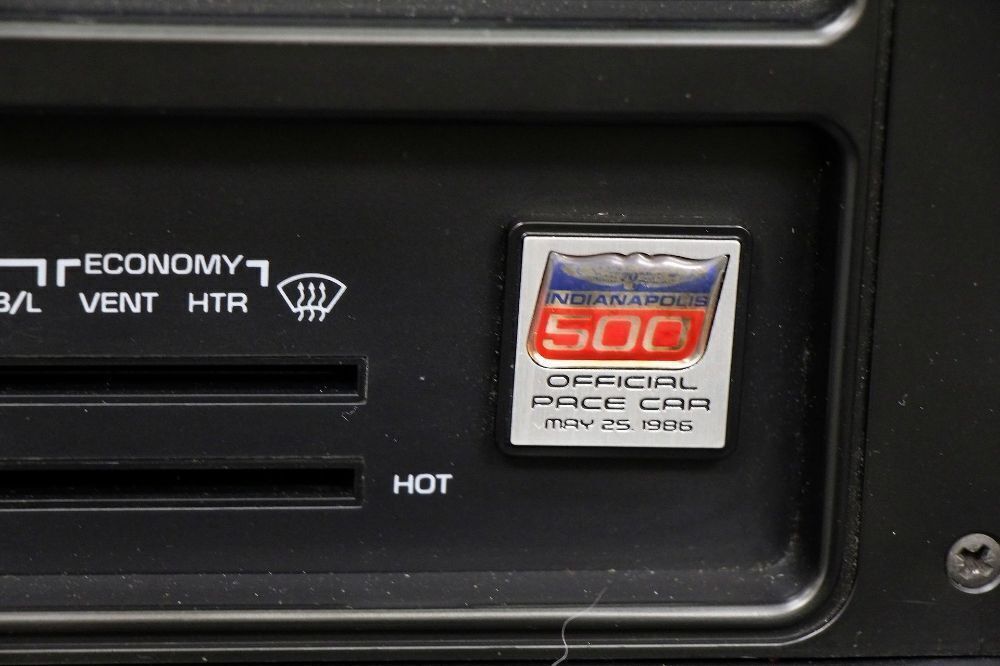 ECONOMY
B/L VENT HTR
HOT
INDIANAPOLIS
500
OFFICIAL
PACE CAR
MAY 25, 1986